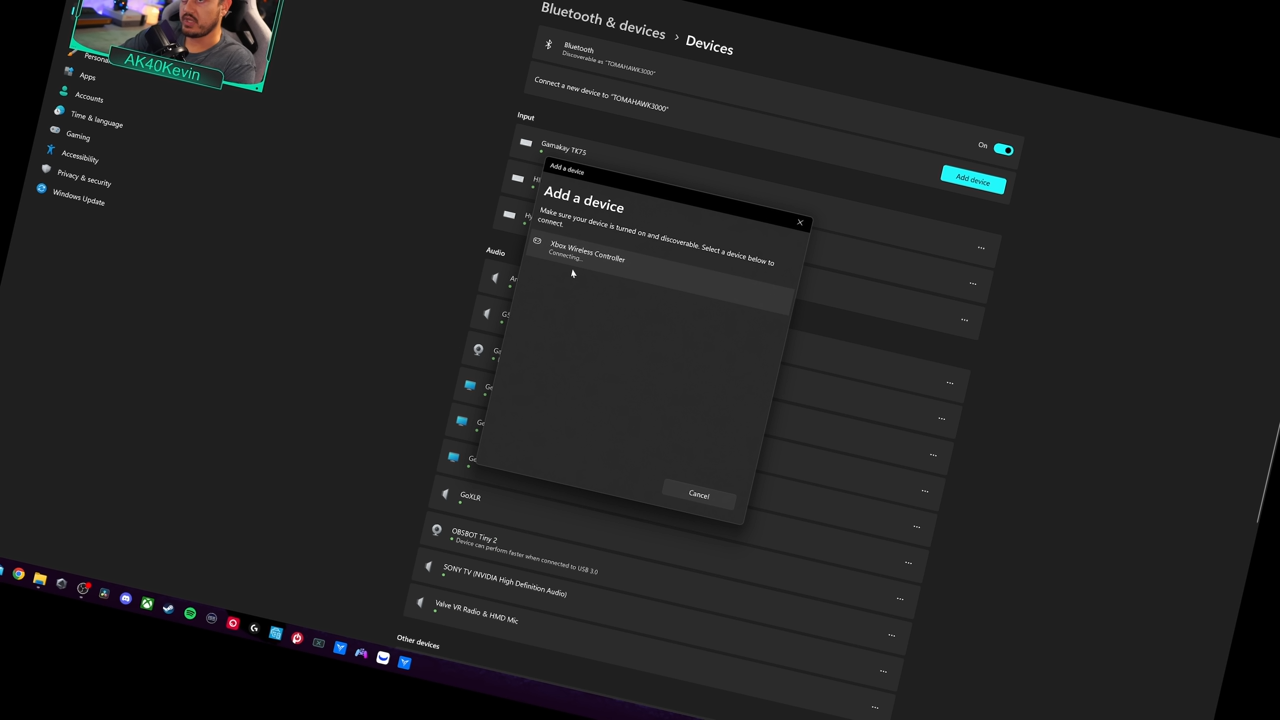 AK40Kevin
Apps
Accounts
Time & language
Gaming
Accessibility
Privacy & security
Windows Update
Bluetooth & devices › Devices
Bluetooth
Discoverable as "TOMAHAWK3000"
On
Connect a new device to "TOMAHAWK3000"
Add device
Input
Gamakay TK75
Add a device
Add a device
Make sure your device is turned on and discoverable. Select a device below to
connect.
Xbox Wireless Controller
Connecting...
Cancel
Audio
GoXLR
OBSBOT Tiny 2
Device can perform faster when connected to USB 3.0
SONY TV (NVIDIA High Definition Audio)
Valve VR Radio & HMD Mic
Other devices